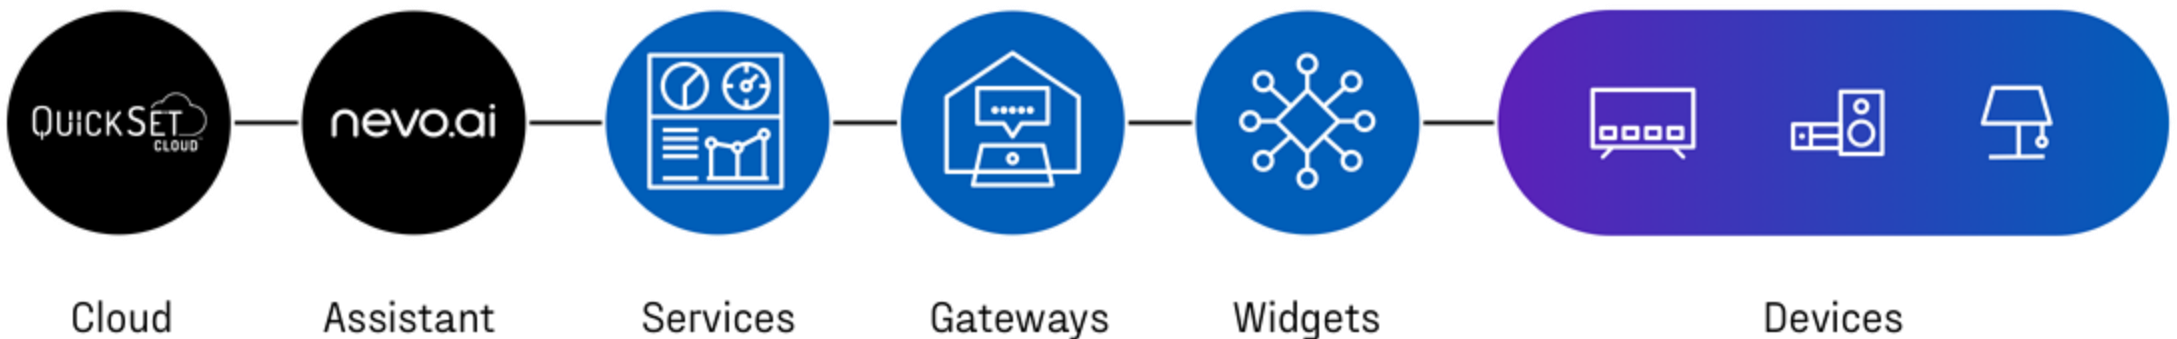 QUICKSET
CLOUD
nevo.ai
Cloud
Assistant
Services
Gateways
Widgets
Devices